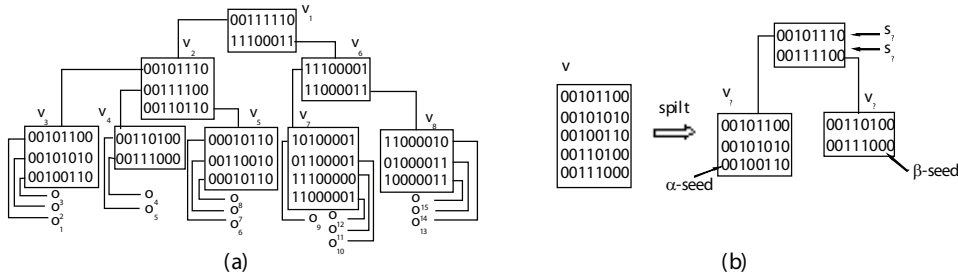 v1
00111110
11100011
v2
00101110
00111100
00110110
v6
11100001
11000011
v3
00101100
00101010
00100110
v4
00110100
00111000
v5
00010110
00110010
00011010
v7
10100001
01100001
11100000
11000001
v8
11000010
01000011
10000011
o3
o2
o1
o4
o5
o8
o7
o6
o9
o12
o11
o10
o15
o14
o13
(a)
v
00101100
00101010
00100110
00110100
00111000
spilt
00101110
00111100
s?
s?
v?
00101100
00101010
00100110
α-seed
v?
00110100
00111000
β-seed
(b)